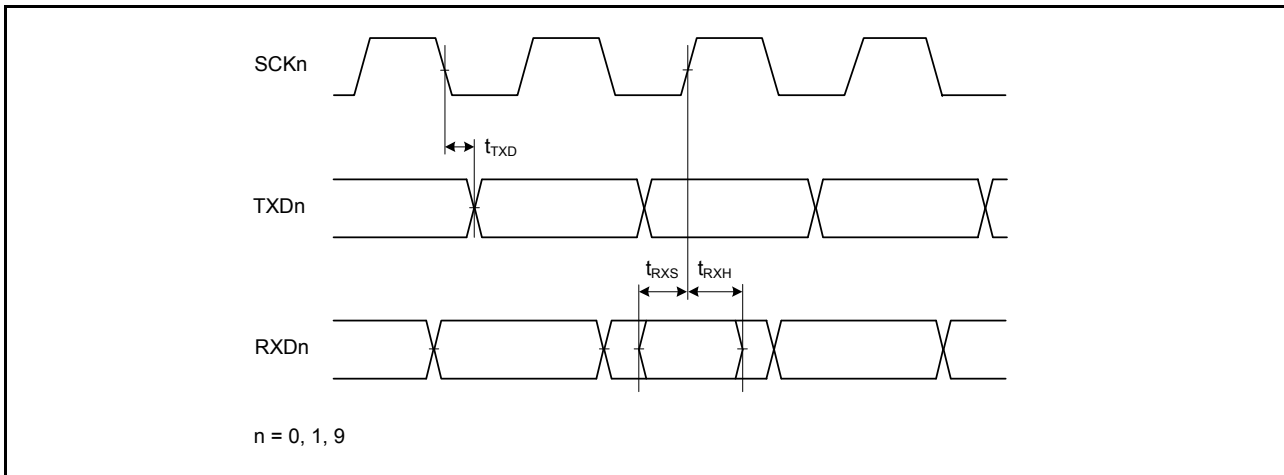 SCKn
tTXD
TXDn
tRXS tRXH
RXDn
n = 0, 1, 9